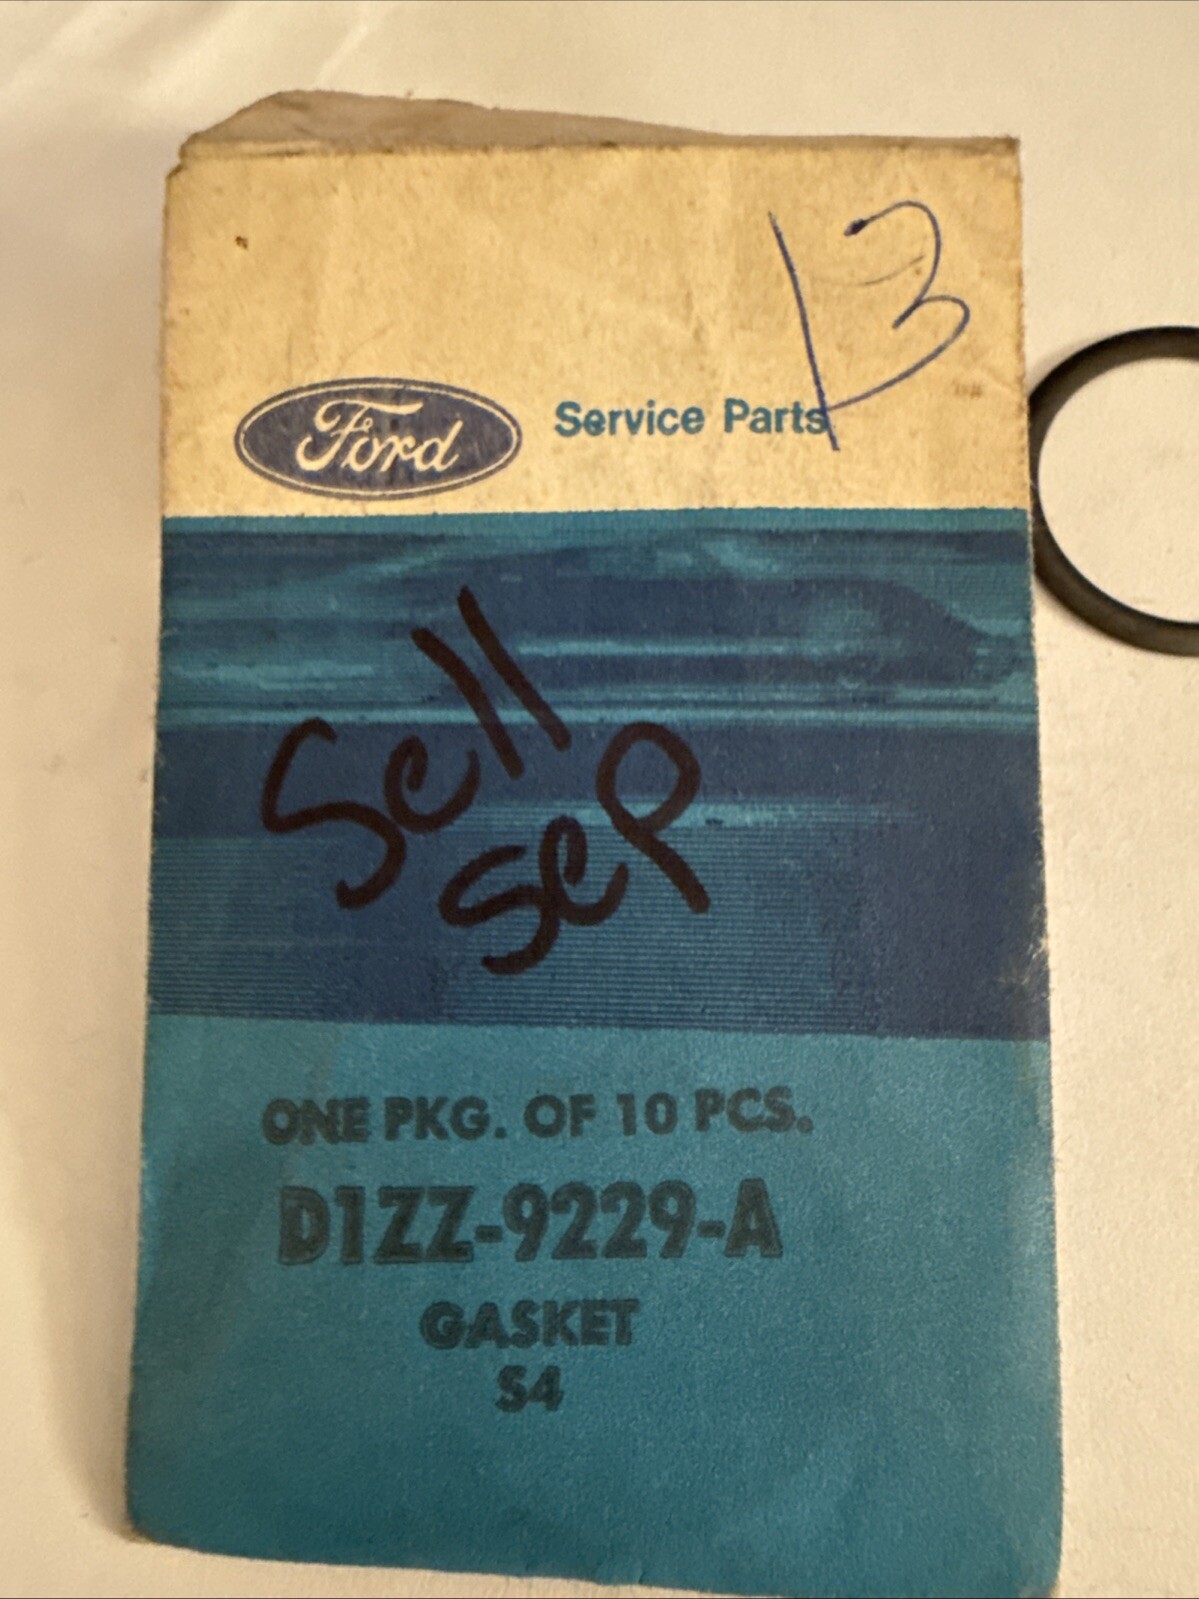 13
Ford Service Parts
Sell
Sep
ONE PKG. OF 10 PCS.
D1ZZ-9229-A
GASKET
S4